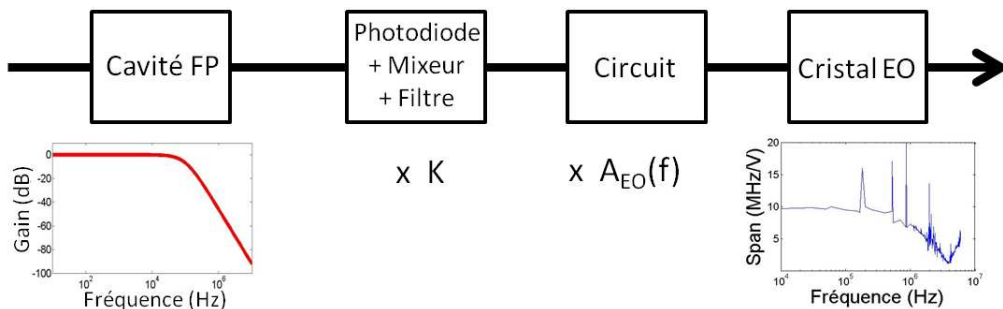 Cavité FP
Photodiode
+ Mixeur
+ Filtre
Circuit
Cristal EO
x K
x A_EO(f)
Gain (dB)
0
-20
-40
-60
-80
-100
10²
10⁴
10⁶
Fréquence (Hz)
Span (MHz/V)
20
15
10
5
10⁴
10⁵
10⁶
10⁷
Fréquence (Hz)